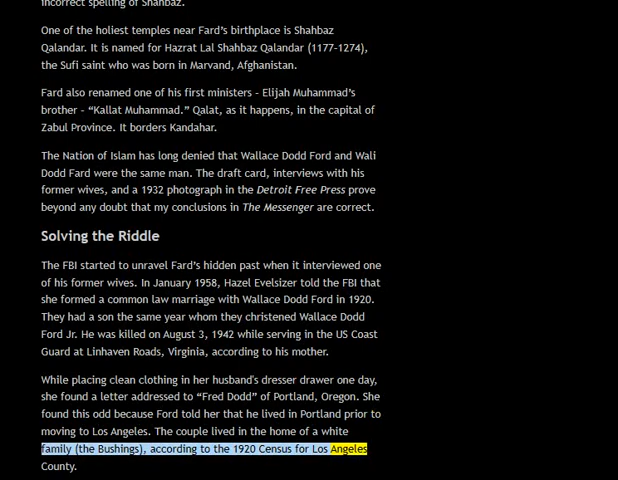 incorrect spelling of Shahbaz.
One of the holiest temples near Fard's birthplace is Shahbaz
Qalandar. It is named for Hazrat Lal Shahbaz Qalandar (1177-1274),
the Sufi saint who was born in Marvand, Afghanistan.
Fard also renamed one of his first ministers - Elijah Muhammad's
brother - “Kallat Muhammad.” Qalat, as it happens, in the capital of
Zabul Province. It borders Kandahar.
The Nation of Islam has long denied that Wallace Dodd Ford and Wali
Dodd Fard were the same man. The draft card, interviews with his
former wives, and a 1932 photograph in the Detroit Free Press prove
beyond any doubt that my conclusions in The Messenger are correct.
Solving the Riddle
The FBI started to unravel Fard's hidden past when it interviewed one
of his former wives. In January 1958, Hazel Evelsizer told the FBI that
she formed a common law marriage with Wallace Dodd Ford in 1920.
They had a son the same year whom they christened Wallace Dodd
Ford Jr. He was killed on August 3, 1942 while serving in the US Coast
Guard at Linhaven Roads, Virginia, according to his mother.
While placing clean clothing in her husband's dresser drawer one day,
she found a letter addressed to “Fred Dodd” of Portland, Oregon. She
found this odd because Ford told her that he lived in Portland prior to
moving to Los Angeles. The couple lived in the home of a white
family (the Bushings), according to the 1920 Census for Los Angeles
County.